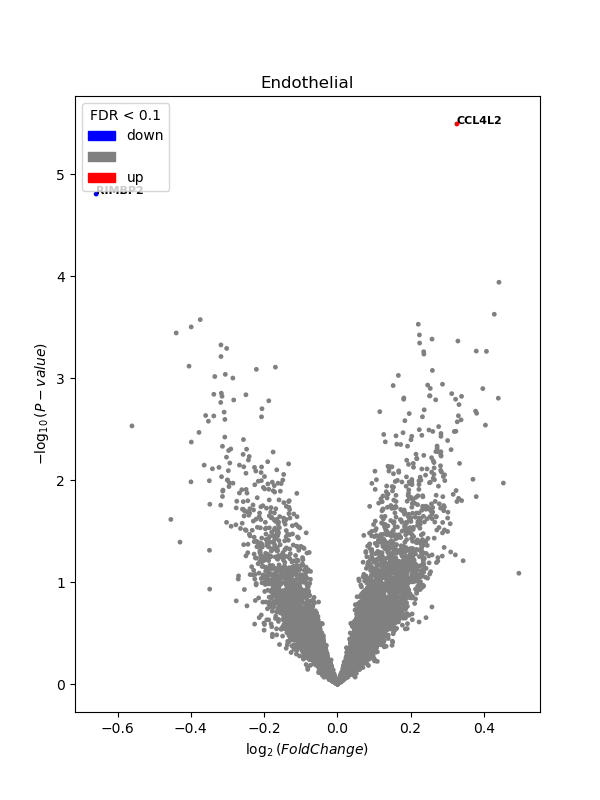 Endothelial
CCL4L2
FDR < 0.1
down
up
RIMBP2
5
4
3
2
1
0
−log₁₀(P − value)
−0.6 −0.4 −0.2 0.0 0.2 0.4
log₂(FoldChange)